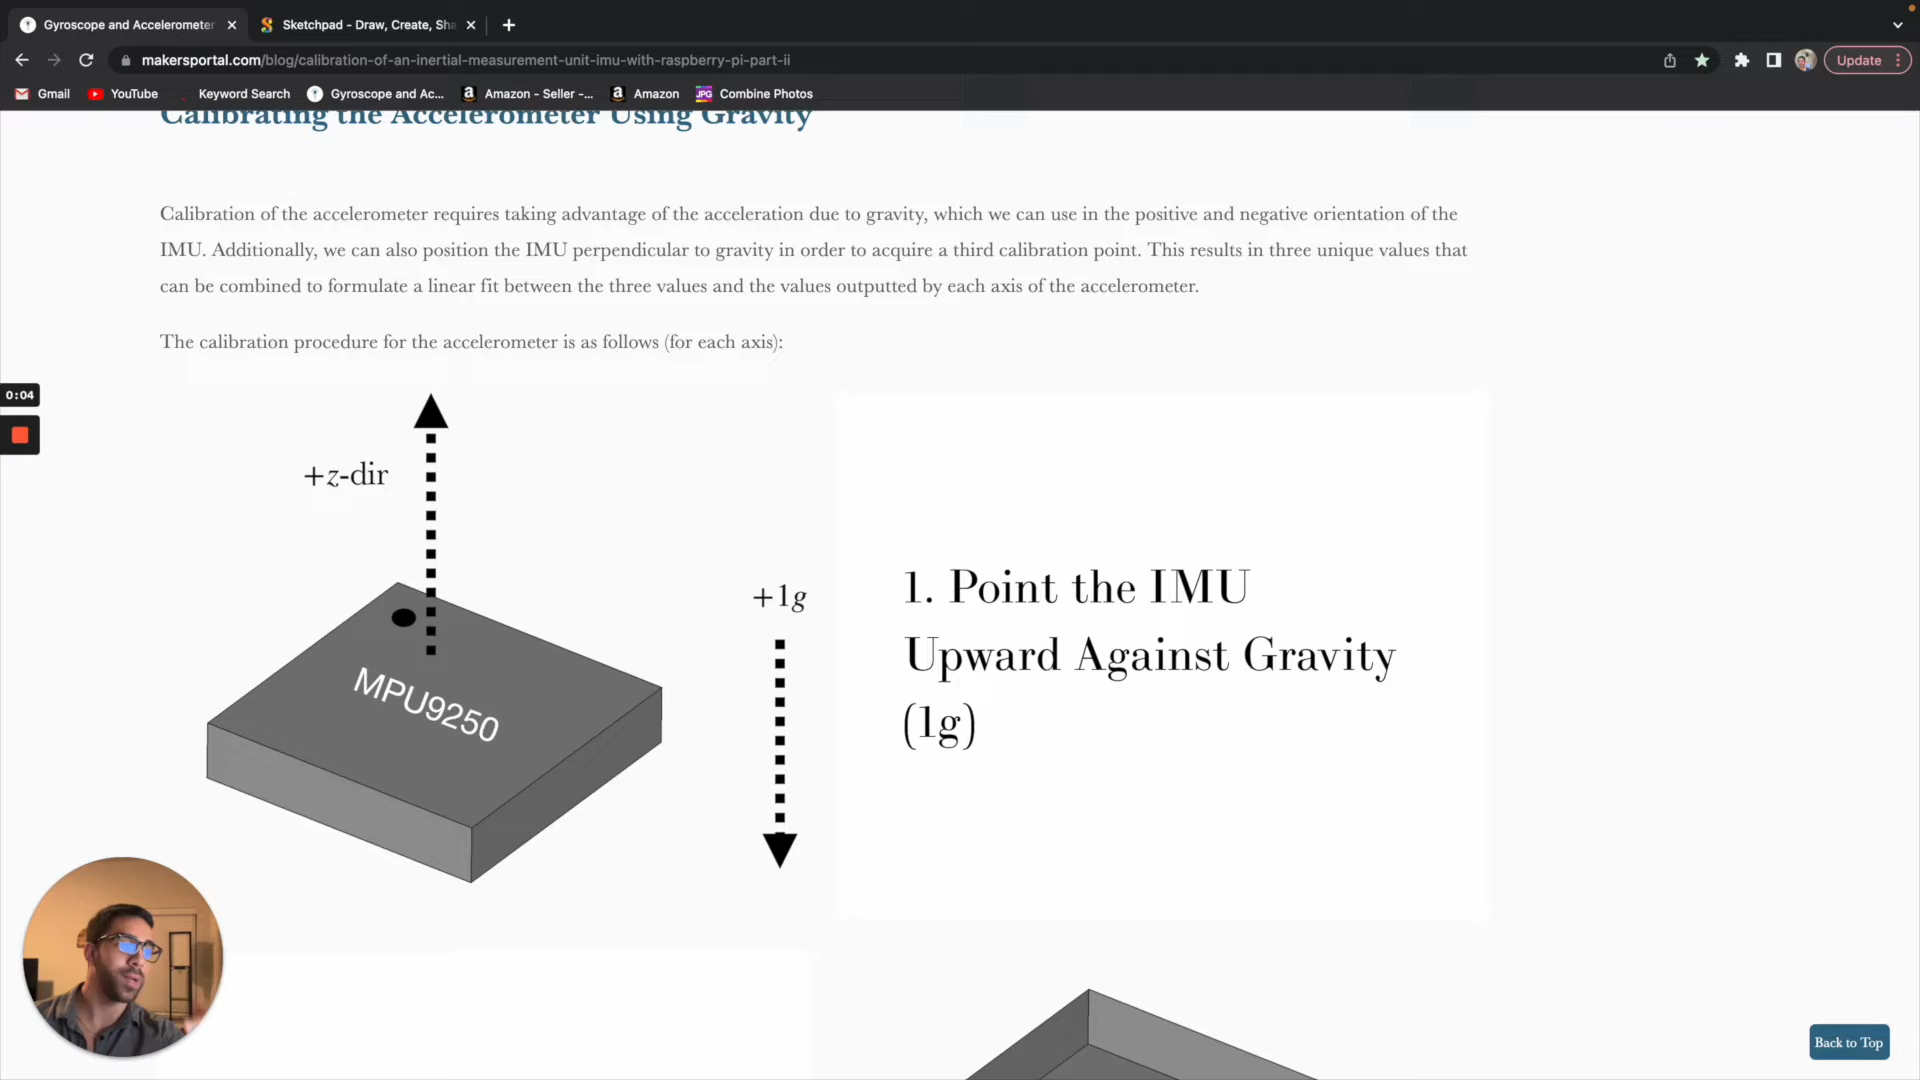 Gyroscope and Accelerometer
Sketchpad - Draw, Create, Sha
makersportal.com/blog/calibration-of-an-inertial-measurement-unit-imu-with-raspberry-pi-part-ii
Update
Gmail
YouTube
Keyword Search
Gyroscope and Ac...
Amazon - Seller -...
Amazon
JPG Combine Photos
Calibrating the Accelerometer Using Gravity
Calibration of the accelerometer requires taking advantage of the acceleration due to gravity, which we can use in the positive and negative orientation of the
IMU. Additionally, we can also position the IMU perpendicular to gravity in order to acquire a third calibration point. This results in three unique values that
can be combined to formulate a linear fit between the three values and the values outputted by each axis of the accelerometer.
The calibration procedure for the accelerometer is as follows (for each axis):
0:04
+z-dir
+1g
MPU9250
1. Point the IMU
Upward Against Gravity
(1g)
Back to Top